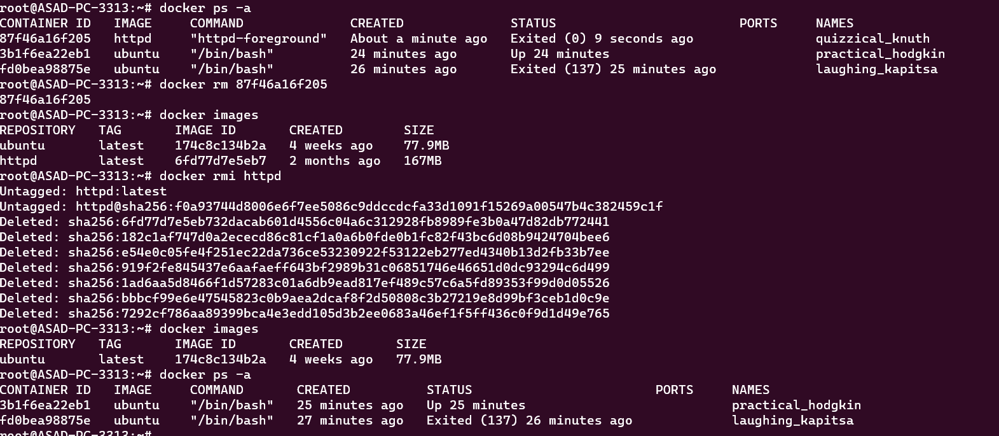 root@ASAD-PC-3313:~# docker ps -a
CONTAINER ID   IMAGE     COMMAND              CREATED              STATUS                        PORTS     NAMES
87f46a16f205   httpd     "httpd-foreground"   About a minute ago   Exited (0) 9 seconds ago                quizzical_knuth
3b1f6ea22eb1   ubuntu    "/bin/bash"          24 minutes ago       Up 24 minutes                           practical_hodgkin
fd0bea98875e   ubuntu    "/bin/bash"          26 minutes ago       Exited (137) 25 minutes ago             laughing_kapitsa
root@ASAD-PC-3313:~# docker rm 87f46a16f205
87f46a16f205
root@ASAD-PC-3313:~# docker images
REPOSITORY   TAG       IMAGE ID       CREATED        SIZE
ubuntu       latest    174c8c134b2a   4 weeks ago    77.9MB
httpd        latest    6fd77d7e5eb7   2 months ago   167MB
root@ASAD-PC-3313:~# docker rmi httpd
Untagged: httpd:latest
Untagged: httpd@sha256:f0a93744d8006e6f7ee5086c9ddccdcfa33d1091f15269a00547b4c382459c1f
Deleted: sha256:6fd77d7e5eb732dacab601d4556c04a6c312928fb8989fe3b0a47d82db772441
Deleted: sha256:182c1af747d0a2ececd86c81cf1a0a6b0fde0b1fc82f43bc6d08b9424704bee6
Deleted: sha256:e54e0c05fe4f251ec22da736ce53230922f53122eb277ed4340b13d2fb33b7ee
Deleted: sha256:919f2fe845437e6aafaeff643bf2989b31c06851746e46651d0dc93294c6d499
Deleted: sha256:1ad6aa5d8466f1d57283c01a6db9ead817ef489c57c6a5fd89353f99d0d05526
Deleted: sha256:bbbcf99e6e47545823c0b9aea2dcaf8f2d50808c3b27219e8d99bf3ceb1d0c9e
Deleted: sha256:7292cf786aa89399bca4e3edd105d3b2ee0683a46ef1f5ff436c0f9d1d49e765
root@ASAD-PC-3313:~# docker images
REPOSITORY   TAG       IMAGE ID       CREATED       SIZE
ubuntu       latest    174c8c134b2a   4 weeks ago   77.9MB
root@ASAD-PC-3313:~# docker ps -a
CONTAINER ID   IMAGE     COMMAND       CREATED          STATUS                        PORTS     NAMES
3b1f6ea22eb1   ubuntu    "/bin/bash"   25 minutes ago   Up 25 minutes                           practical_hodgkin
fd0bea98875e   ubuntu    "/bin/bash"   27 minutes ago   Exited (137) 26 minutes ago             laughing_kapitsa
root@ASAD-PC-3313:~#